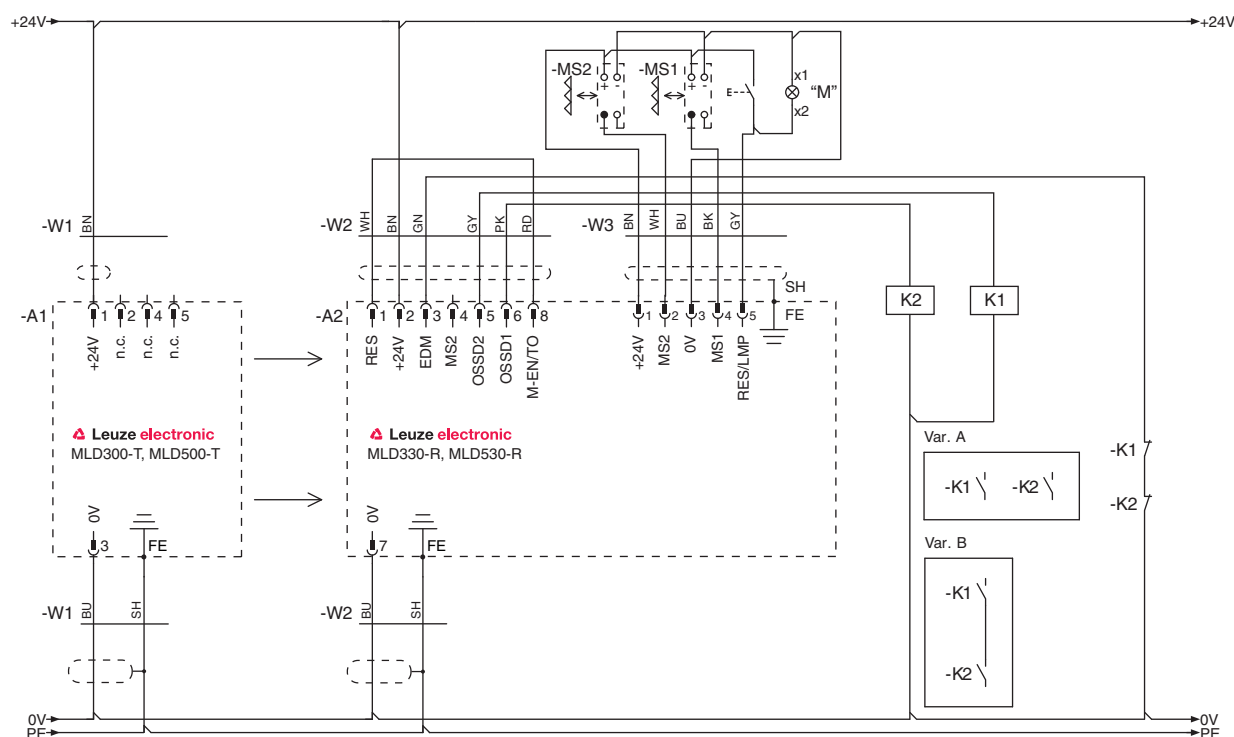 +24V +24V
-MS2 + - -MS1 + - E x1 "M" x2
-W1 BN -W2 WH BN GN GY PK RD -W3 BN WH BU BK GY
SH
K2 K1
-A1 1 2 4 5 -A2 1 2 3 4 5 6 8 1 2 3 4 5 FE
+24V n.c. n.c. n.c. RES +24V EDM MS2 OSSD2 OSSD1 M-EN/TO +24V MS2 0V MS1 RES/LMP
Leuze electronic Leuze electronic
MLD300-T, MLD500-T MLD330-R, MLD530-R
Var. A
-K1
-K1 -K2
-K2
0V 0V
3 FE 7 FE
Var. B
-K1
-W1 BU SH -W2 BU SH
-K2
0V 0V
PE PE